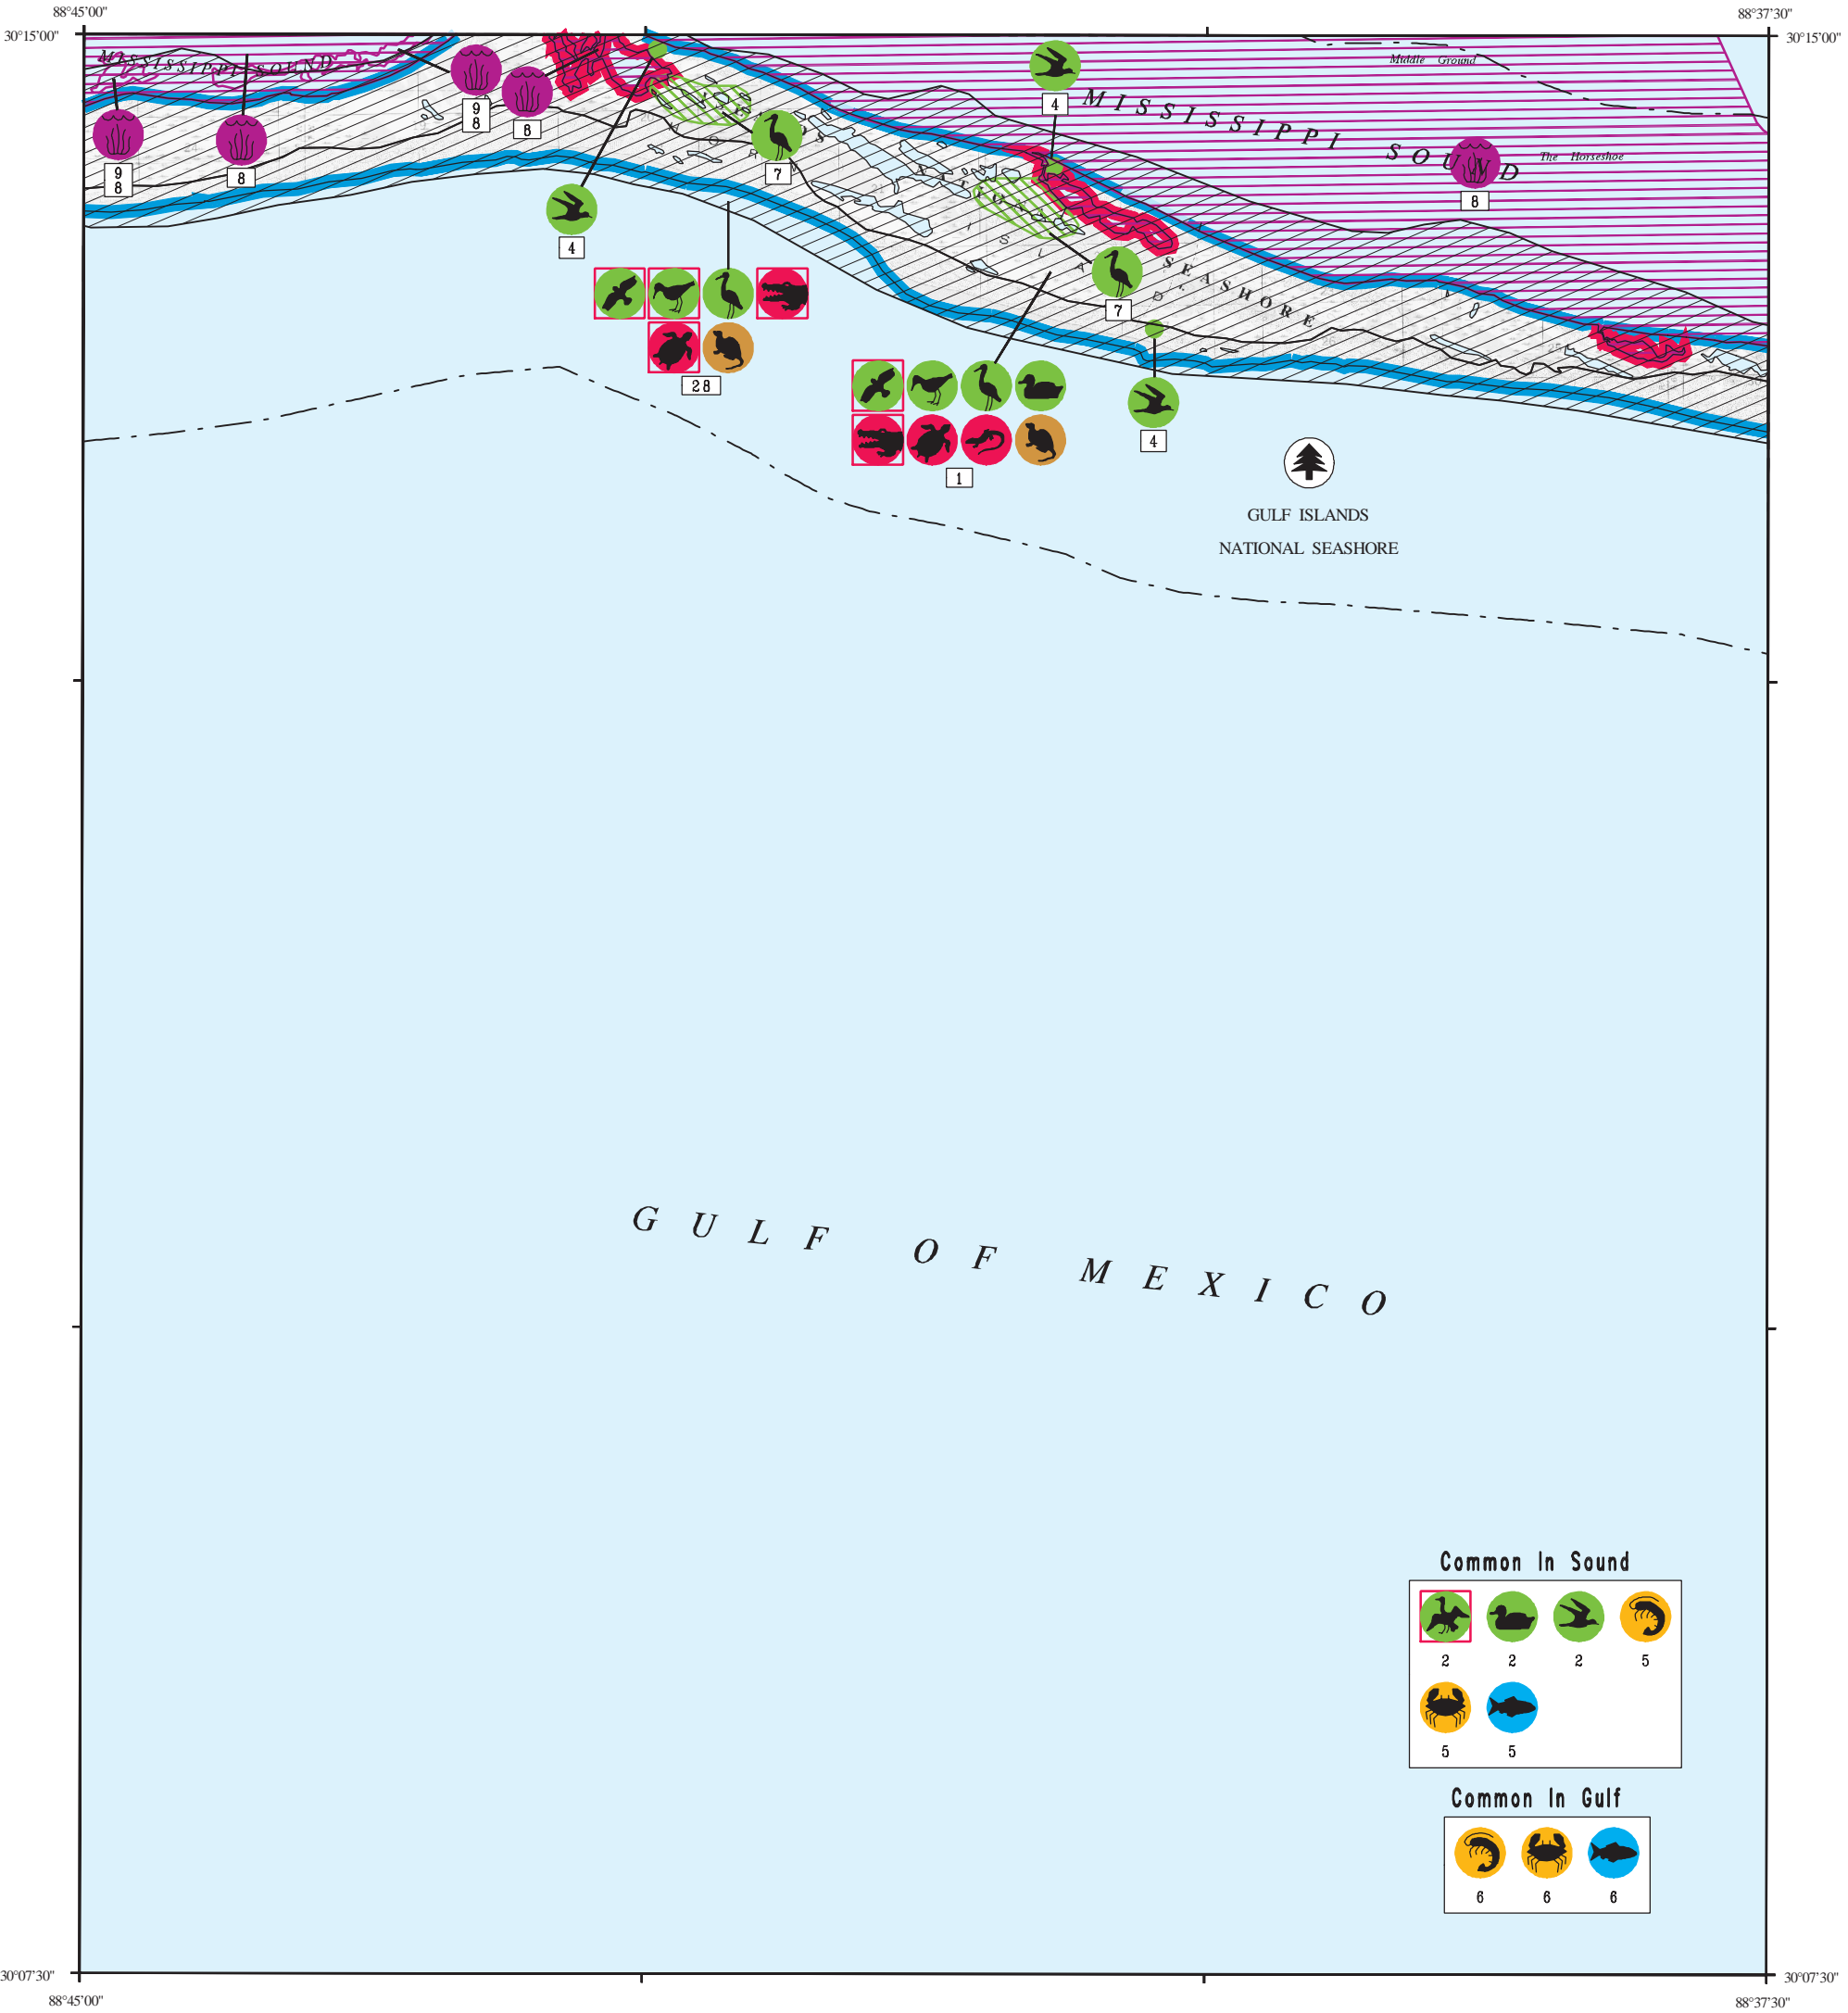 88°45'00" 88°37'30"
30°15'00" 30°15'00"
Middle Ground
MISSISSIPPI SOUND
MISSISSIPPI SOUND
The Horseshoe
4
9
8
8
9
8
8
7
8
4
SEASHORE
7
28
4
1
GULF ISLANDS
NATIONAL SEASHORE
GULF OF MEXICO
Common In Sound
2 2 2 5
5 5
Common In Gulf
6 6 6
30°07'30" 30°07'30"
88°45'00" 88°37'30"